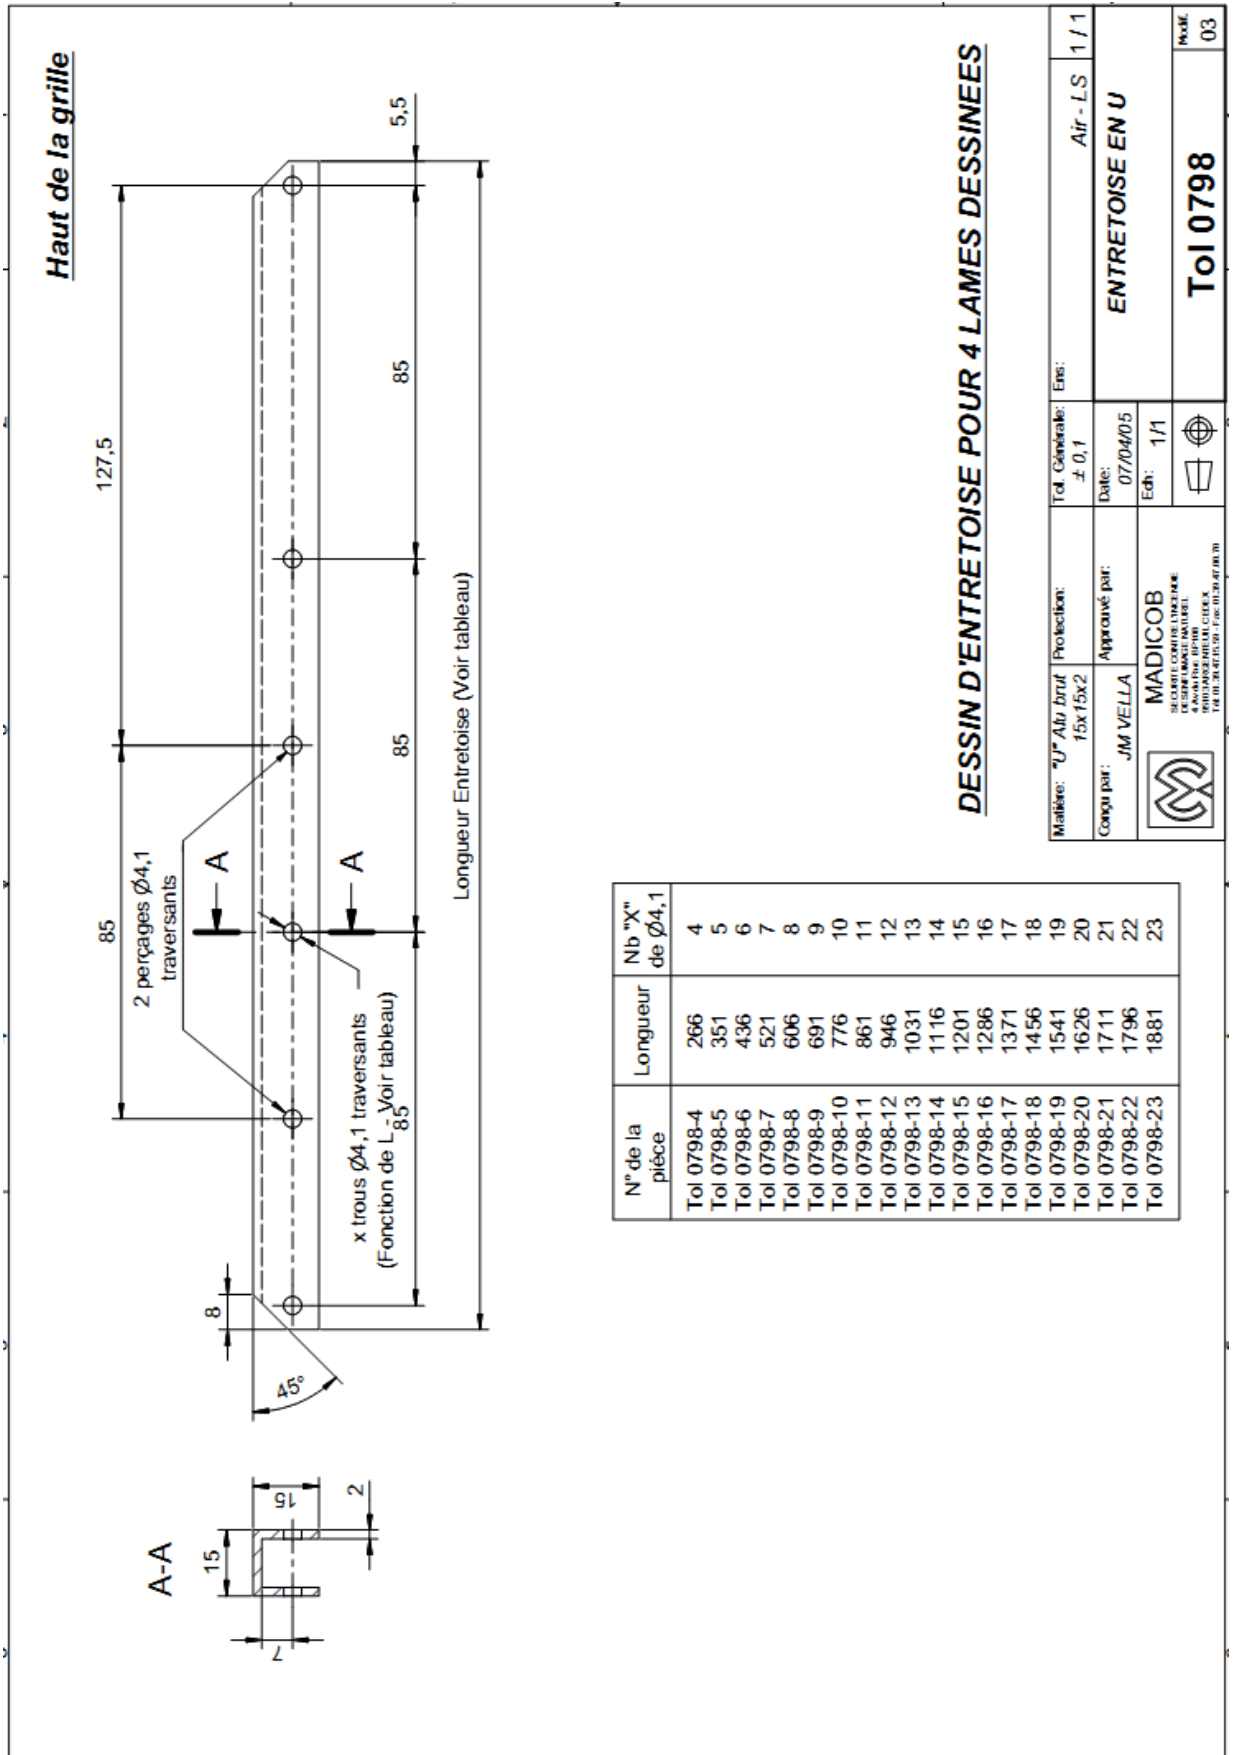 Haut de la grille
127,5
85
2 perçages Ø4,1
traversants
A
A
5,5
85
85
85
x trous Ø4,1 traversants
(Fonction de L - Voir tableau)
Longueur Entretoise (Voir tableau)
8
45°
A-A
15
15
2
7
N° de la pièce Longueur Nb "X" de Ø4,1
Tol 0798-4 266 4
Tol 0798-5 351 5
Tol 0798-6 436 6
Tol 0798-7 521 7
Tol 0798-8 606 8
Tol 0798-9 691 9
Tol 0798-10 776 10
Tol 0798-11 861 11
Tol 0798-12 946 12
Tol 0798-13 1031 13
Tol 0798-14 1116 14
Tol 0798-15 1201 15
Tol 0798-16 1286 16
Tol 0798-17 1371 17
Tol 0798-18 1456 18
Tol 0798-19 1541 19
Tol 0798-20 1626 20
Tol 0798-21 1711 21
Tol 0798-22 1796 22
Tol 0798-23 1881 23
DESSIN D'ENTRETOISE POUR 4 LAMES DESSINEES
Matière: "U" Alu brut
15x15x2
Protection:
Tol. Générale:
± 0,1
Ens:
Air - LS
1 / 1
Conçu par:
JM VELLA
Approuvé par:
Date:
07/04/05
ENTRETOISE EN U
MADICOB
SECURITE CONTRE L'INCENDIE
DESENFUMAGE NATUREL
95103 ARGENTEUIL CEDEX
Ech:
1/1
Tol 0798
Modif.
03